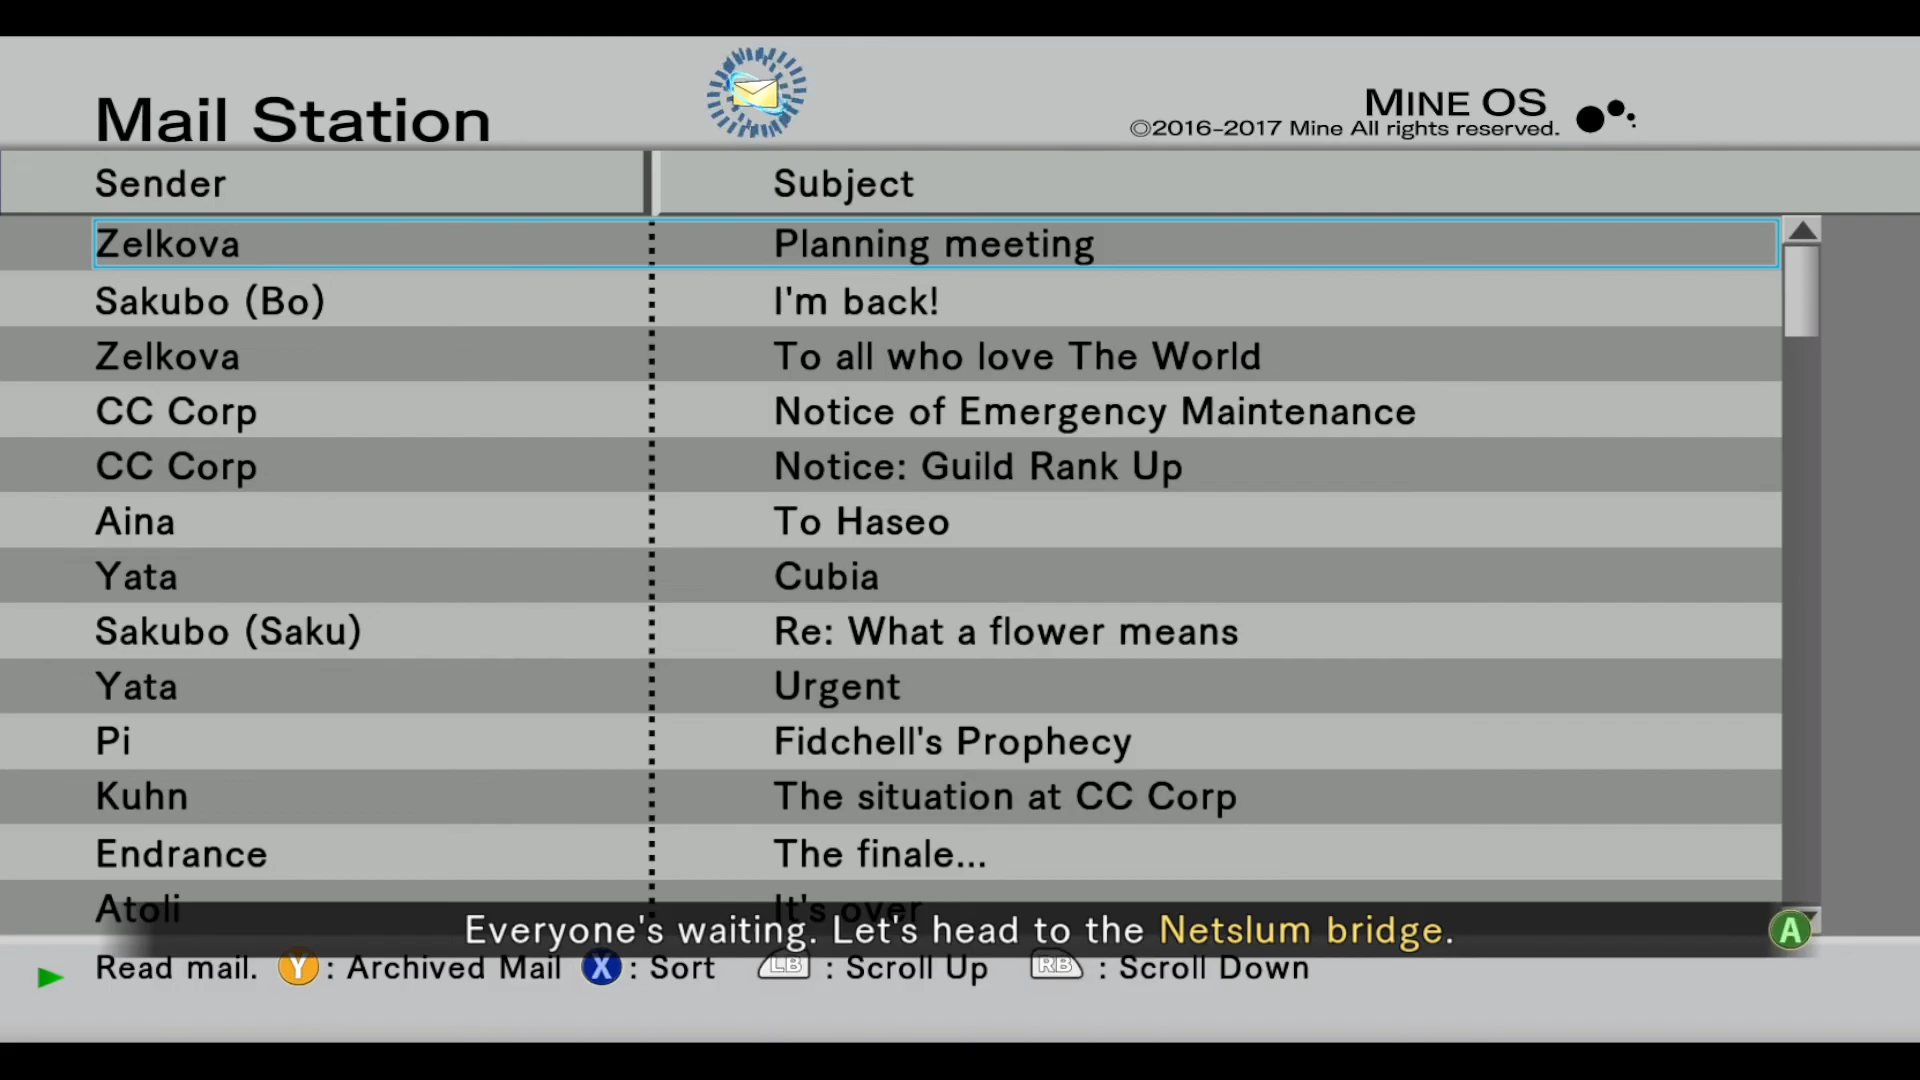 Mail Station
MINE OS
©2016-2017 Mine All rights reserved.
Sender Subject
Zelkova Planning meeting
Sakubo (Bo) I'm back!
Zelkova To all who love The World
CC Corp Notice of Emergency Maintenance
CC Corp Notice: Guild Rank Up
Aina To Haseo
Yata Cubia
Sakubo (Saku) Re: What a flower means
Yata Urgent
Pi Fidchell's Prophecy
Kuhn The situation at CC Corp
Endrance The finale...
Atoli It's over
Everyone's waiting. Let's head to the Netslum bridge. A
Read mail. Y : Archived Mail X : Sort LB : Scroll Up RB : Scroll Down